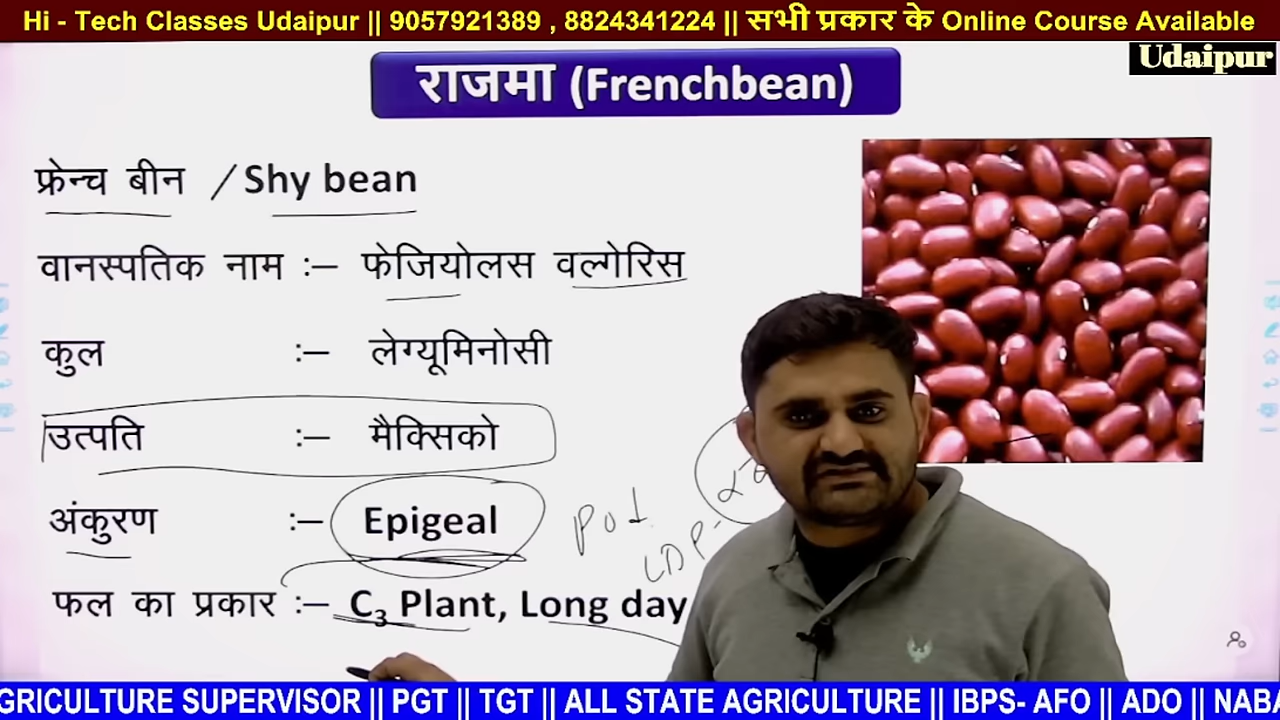 Hi - Tech Classes Udaipur || 9057921389 , 8824341224 || सभी प्रकार के Online Course Available
Udaipur
राजमा (Frenchbean)
फ्रेन्च बीन / Shy bean
वानस्पतिक नाम :– फेजियोलस वल्गेरिस
कुल :– लेग्यूमिनोसी
उत्पति :– मैक्सिको
अंकुरण :– Epigeal
फल का प्रकार :– C₃ Plant, Long day
GRICULTURE SUPERVISOR || PGT || TGT || ALL STATE AGRICULTURE || IBPS- AFO || ADO || NABA